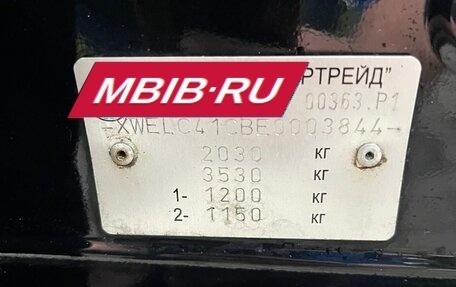 РТРЕЙД”
MBIB·RU
00363.P1
-XWELC41CBE0003844-
2030 кг
3530 кг
1- 1200 кг
2- 1150 кг